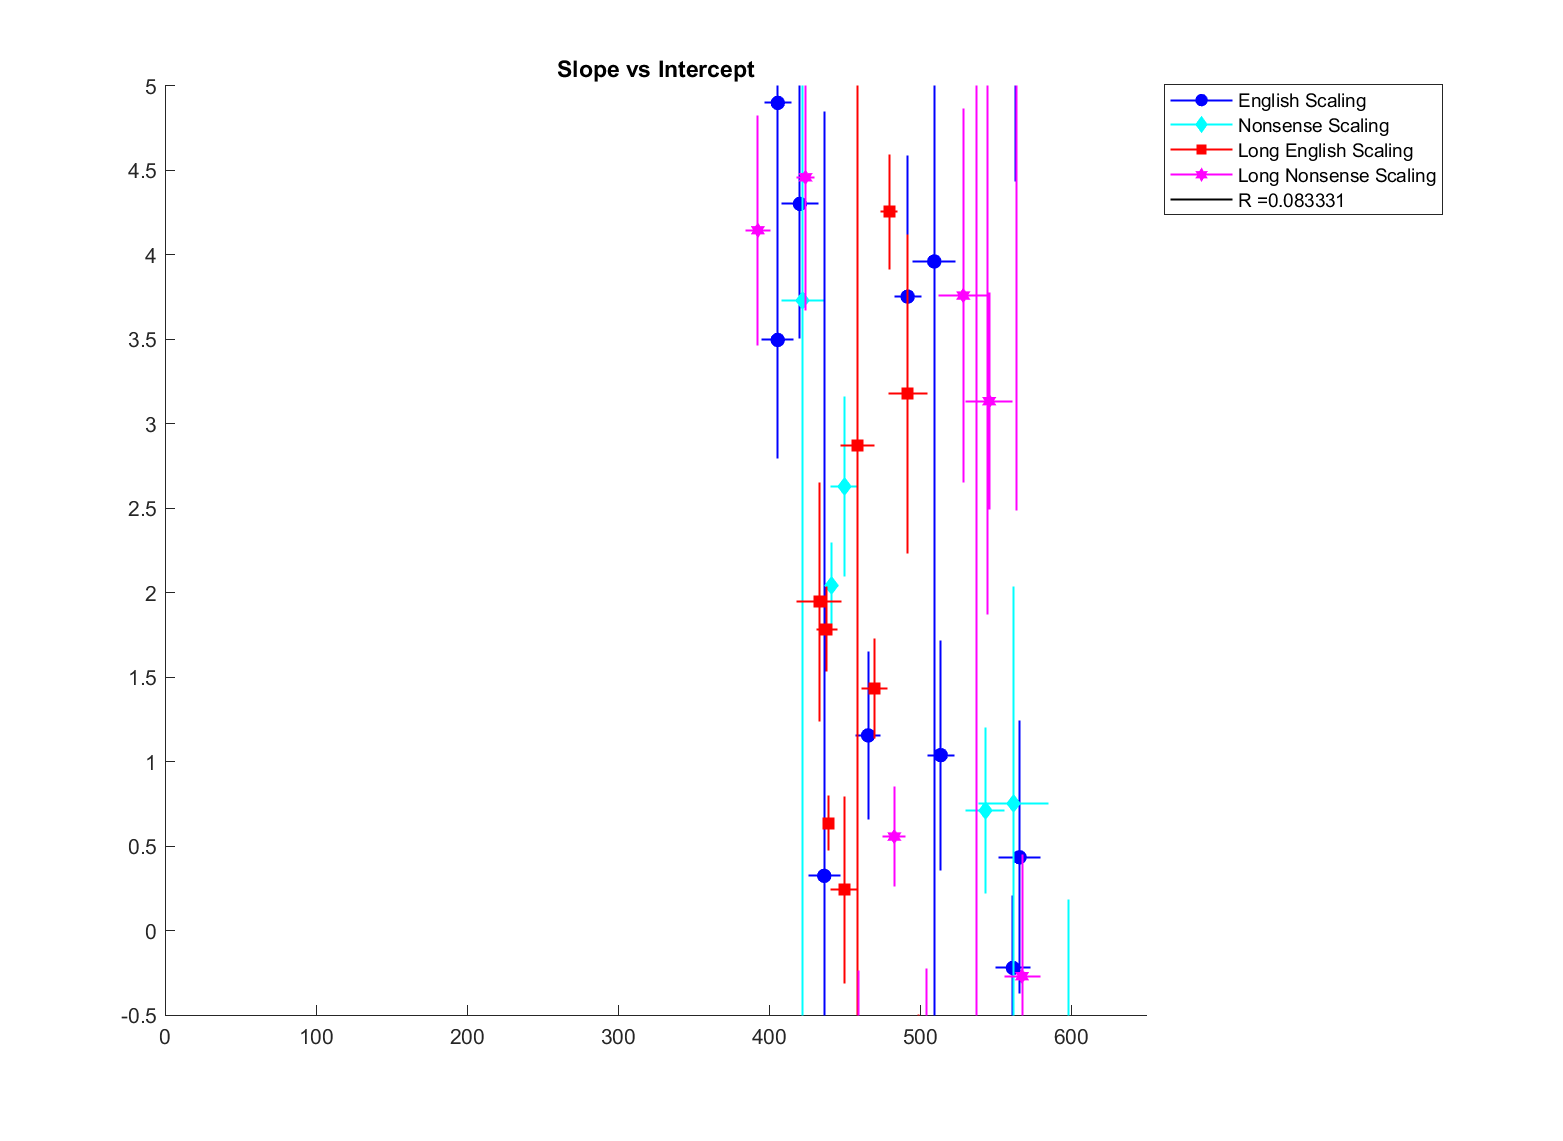 Slope vs Intercept
English Scaling
Nonsense Scaling
Long English Scaling
Long Nonsense Scaling
R =0.083331
5
4.5
4
3.5
3
2.5
2
1.5
1
0.5
0
-0.5
0 100 200 300 400 500 600